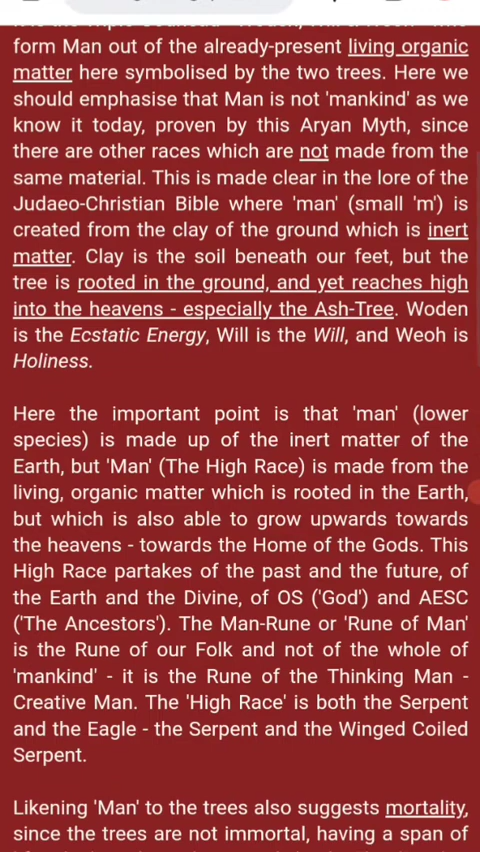 form Man out of the already-present living organic
matter here symbolised by the two trees. Here we
should emphasise that Man is not 'mankind' as we
know it today, proven by this Aryan Myth, since
there are other races which are not made from the
same material. This is made clear in the lore of the
Judaeo-Christian Bible where 'man' (small 'm') is
created from the clay of the ground which is inert
matter. Clay is the soil beneath our feet, but the
tree is rooted in the ground, and yet reaches high
into the heavens - especially the Ash-Tree. Woden
is the Ecstatic Energy, Will is the Will, and Weoh is
Holiness.
Here the important point is that 'man' (lower
species) is made up of the inert matter of the
Earth, but 'Man' (The High Race) is made from the
living, organic matter which is rooted in the Earth,
but which is also able to grow upwards towards
the heavens - towards the Home of the Gods. This
High Race partakes of the past and the future, of
the Earth and the Divine, of OS ('God') and AESC
('The Ancestors'). The Man-Rune or 'Rune of Man'
is the Rune of our Folk and not of the whole of
'mankind' - it is the Rune of the Thinking Man -
Creative Man. The 'High Race' is both the Serpent
and the Eagle - the Serpent and the Winged Coiled
Serpent.
Likening 'Man' to the trees also suggests mortality,
since the trees are not immortal, having a span of